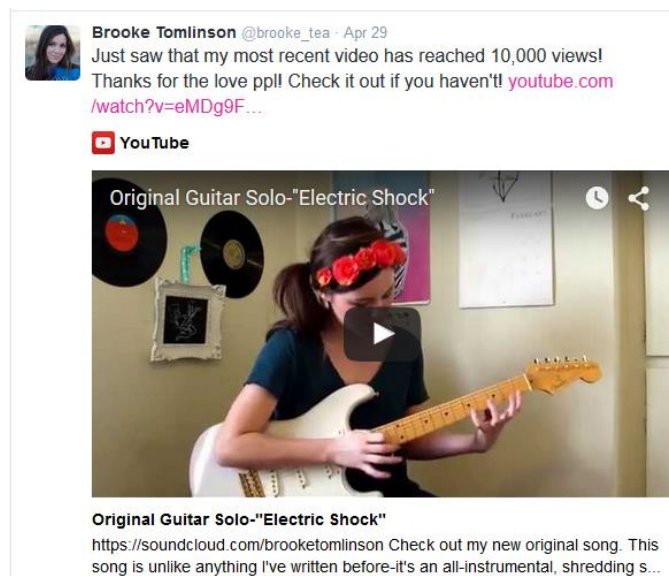 Brooke Tomlinson @brooke_tea · Apr 29
Just saw that my most recent video has reached 10,000 views!
Thanks for the love ppl! Check it out if you haven't! youtube.com
/watch?v=eMDg9F…
YouTube
Original Guitar Solo-"Electric Shock"
FEBRUARY
Original Guitar Solo-"Electric Shock"
https://soundcloud.com/brooketomlinson Check out my new original song. This
song is unlike anything I've written before-it's an all-instrumental, shredding s...